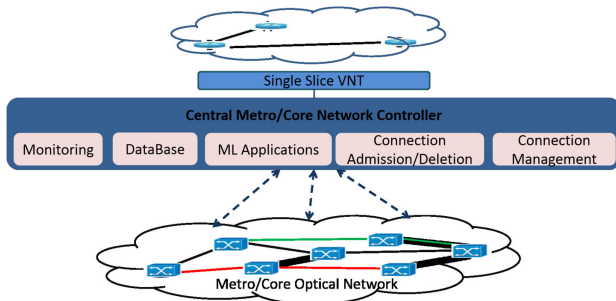 Single Slice VNT
Central Metro/Core Network Controller
Monitoring
DataBase
ML Applications
Connection
Admission/Deletion
Connection
Management
Metro/Core Optical Network